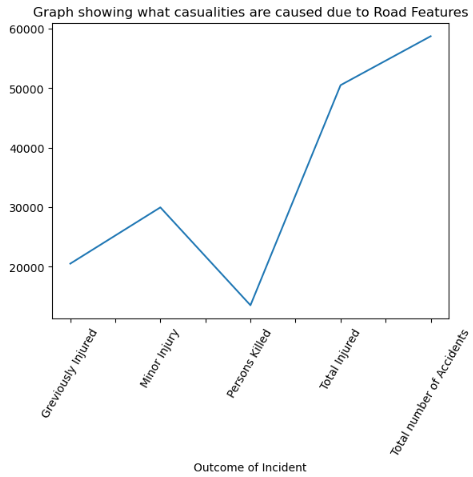 Graph showing what casualities are caused due to Road Features
60000
50000
40000
30000
20000
Greviously Injured
Minor Injury
Persons Killed
Total Injured
Total number of Accidents
Outcome of Incident